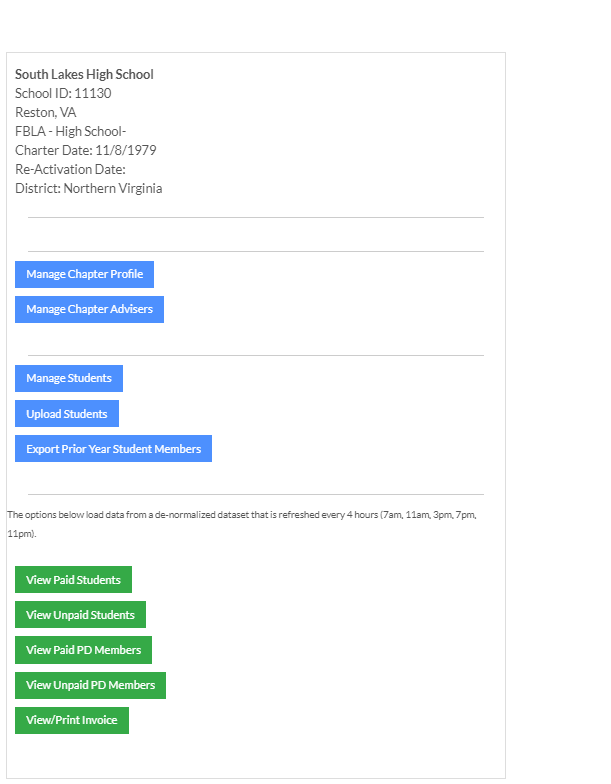 South Lakes High School
School ID: 11130
Reston, VA
FBLA - High School-
Charter Date: 11/8/1979
Re-Activation Date:
District: Northern Virginia
Manage Chapter Profile
Manage Chapter Advisers
Manage Students
Upload Students
Export Prior Year Student Members
The options below load data from a de-normalized dataset that is refreshed every 4 hours (7am, 11am, 3pm, 7pm,
11pm).
View Paid Students
View Unpaid Students
View Paid PD Members
View Unpaid PD Members
View/Print Invoice